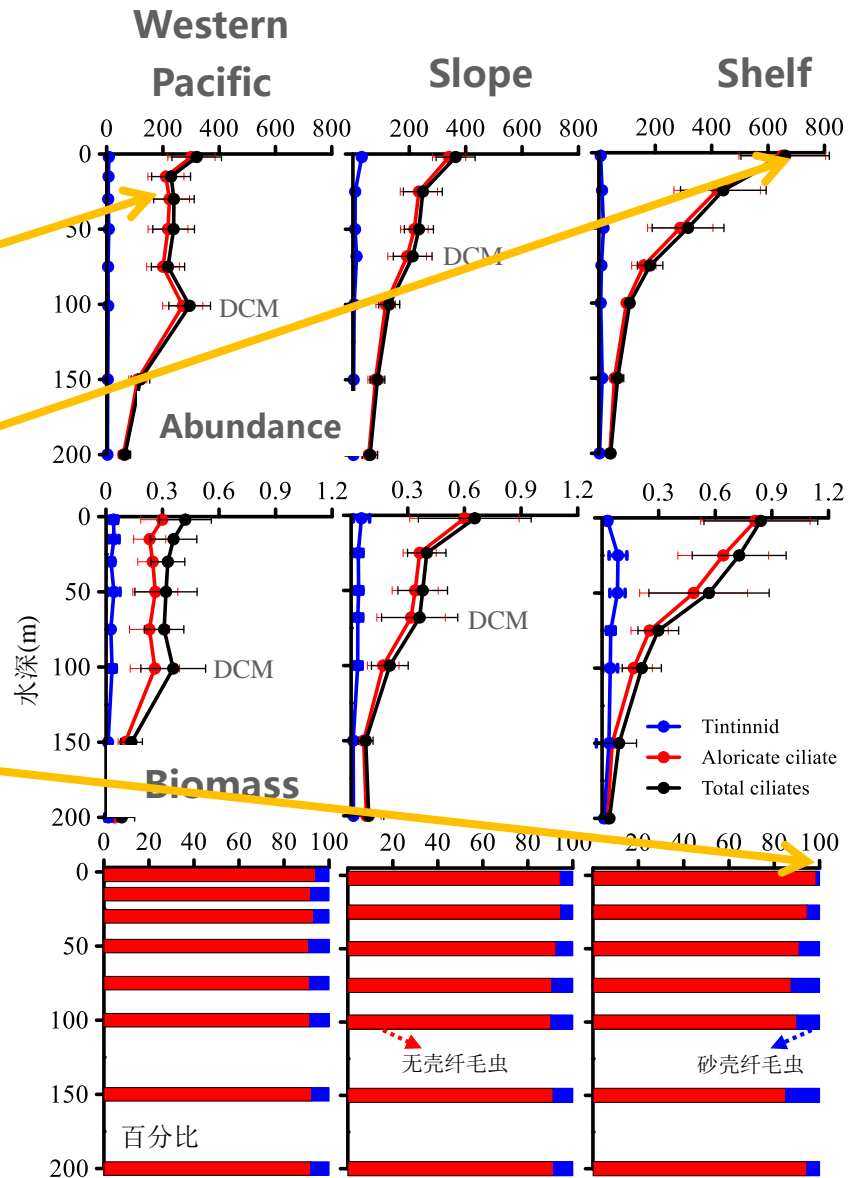 Western
Pacific
Slope
Shelf
0 200 400 600 800
200 400 600 800
200 400 600 800
0
50
100
150
200
DCM
DCM
Abundance
0 0.3 0.6 0.9 1.2
0.3 0.6 0.9 1.2
0.3 0.6 0.9 1.2
0
50
100
150
200
水深(m)
DCM
DCM
Tintinnid
Aloricate ciliate
Total ciliates
Biomass
0 20 40 60 80 100
20 40 60 80 100
20 40 60 80 100
0
50
100
150
200
无壳纤毛虫
砂壳纤毛虫
百分比